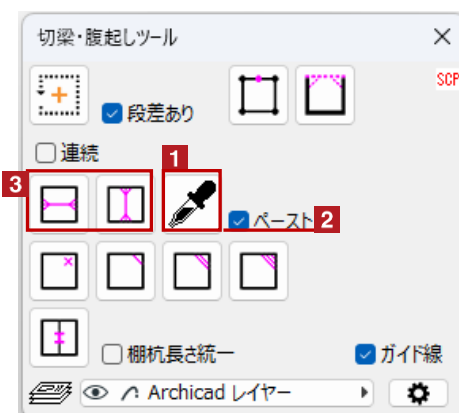 切梁・腹起しツール
段差あり
SCP
連続
1
3
ペースト 2
棚杭長さ統一 ガイド線
Archicad レイヤー